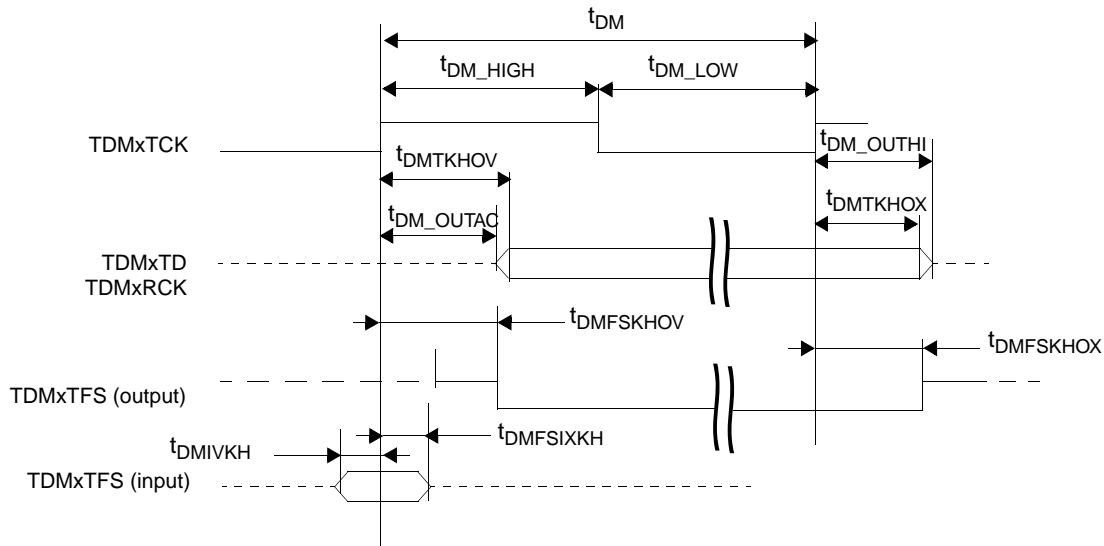 tDM
tDM_HIGH
tDM_LOW
TDMxTCK
tDM_OUTHI
tDMTKHOV
tDMTKHOX
tDM_OUTAC
TDMxTD
TDMxRCK
tDMFSKHOV
tDMFSKHOX
TDMxTFS (output)
tDMIVKH
tDMFSIXKH
TDMxTFS (input)